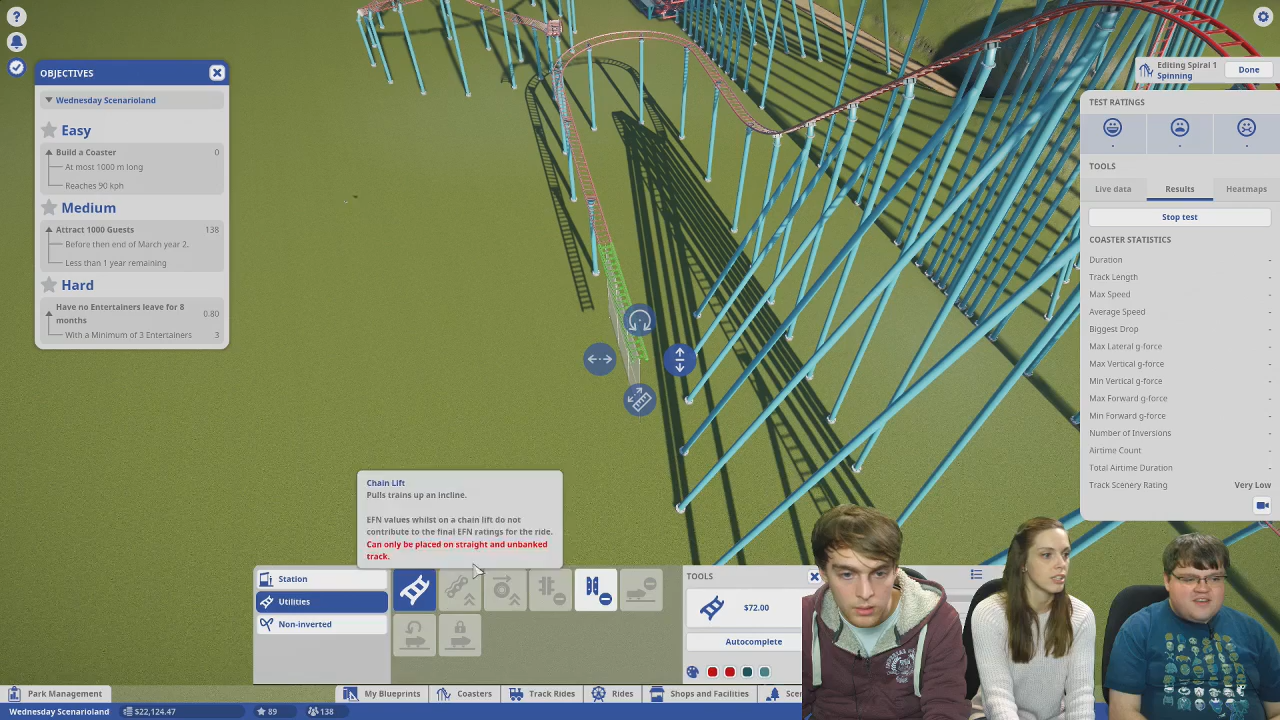 ?
OBJECTIVES
Wednesday Scenarioland
Easy
Build a Coaster 0
At most 1000 m long
Reaches 90 kph
Medium
Attract 1000 Guests 138
Before then end of March year 2.
Less than 1 year remaining
Hard
Have no Entertainers leave for 8
months
0.80
With a Minimum of 3 Entertainers 3
Editing Spiral 1
Spinning
Done
TEST RATINGS
- - -
TOOLS
Live data Results Heatmaps
Stop test
COASTER STATISTICS
Duration -
Track Length -
Max Speed -
Average Speed -
Biggest Drop -
Max Lateral g-force -
Max Vertical g-force -
Min Vertical g-force -
Max Forward g-force -
Min Forward g-force -
Number of Inversions -
Airtime Count -
Total Airtime Duration -
Track Scenery Rating Very Low
Chain Lift
Pulls trains up an incline.
EFN values whilst on a chain lift do not
contribute to the final EFN ratings for the ride.
Can only be placed on straight and unbanked
track.
Station
Utilities
Non-inverted
TOOLS
$72.00
Autocomplete
Park Management
My Blueprints
Coasters
Track Rides
Rides
Shops and Facilities
Scen
Wednesday Scenarioland $22,124.47 89 138